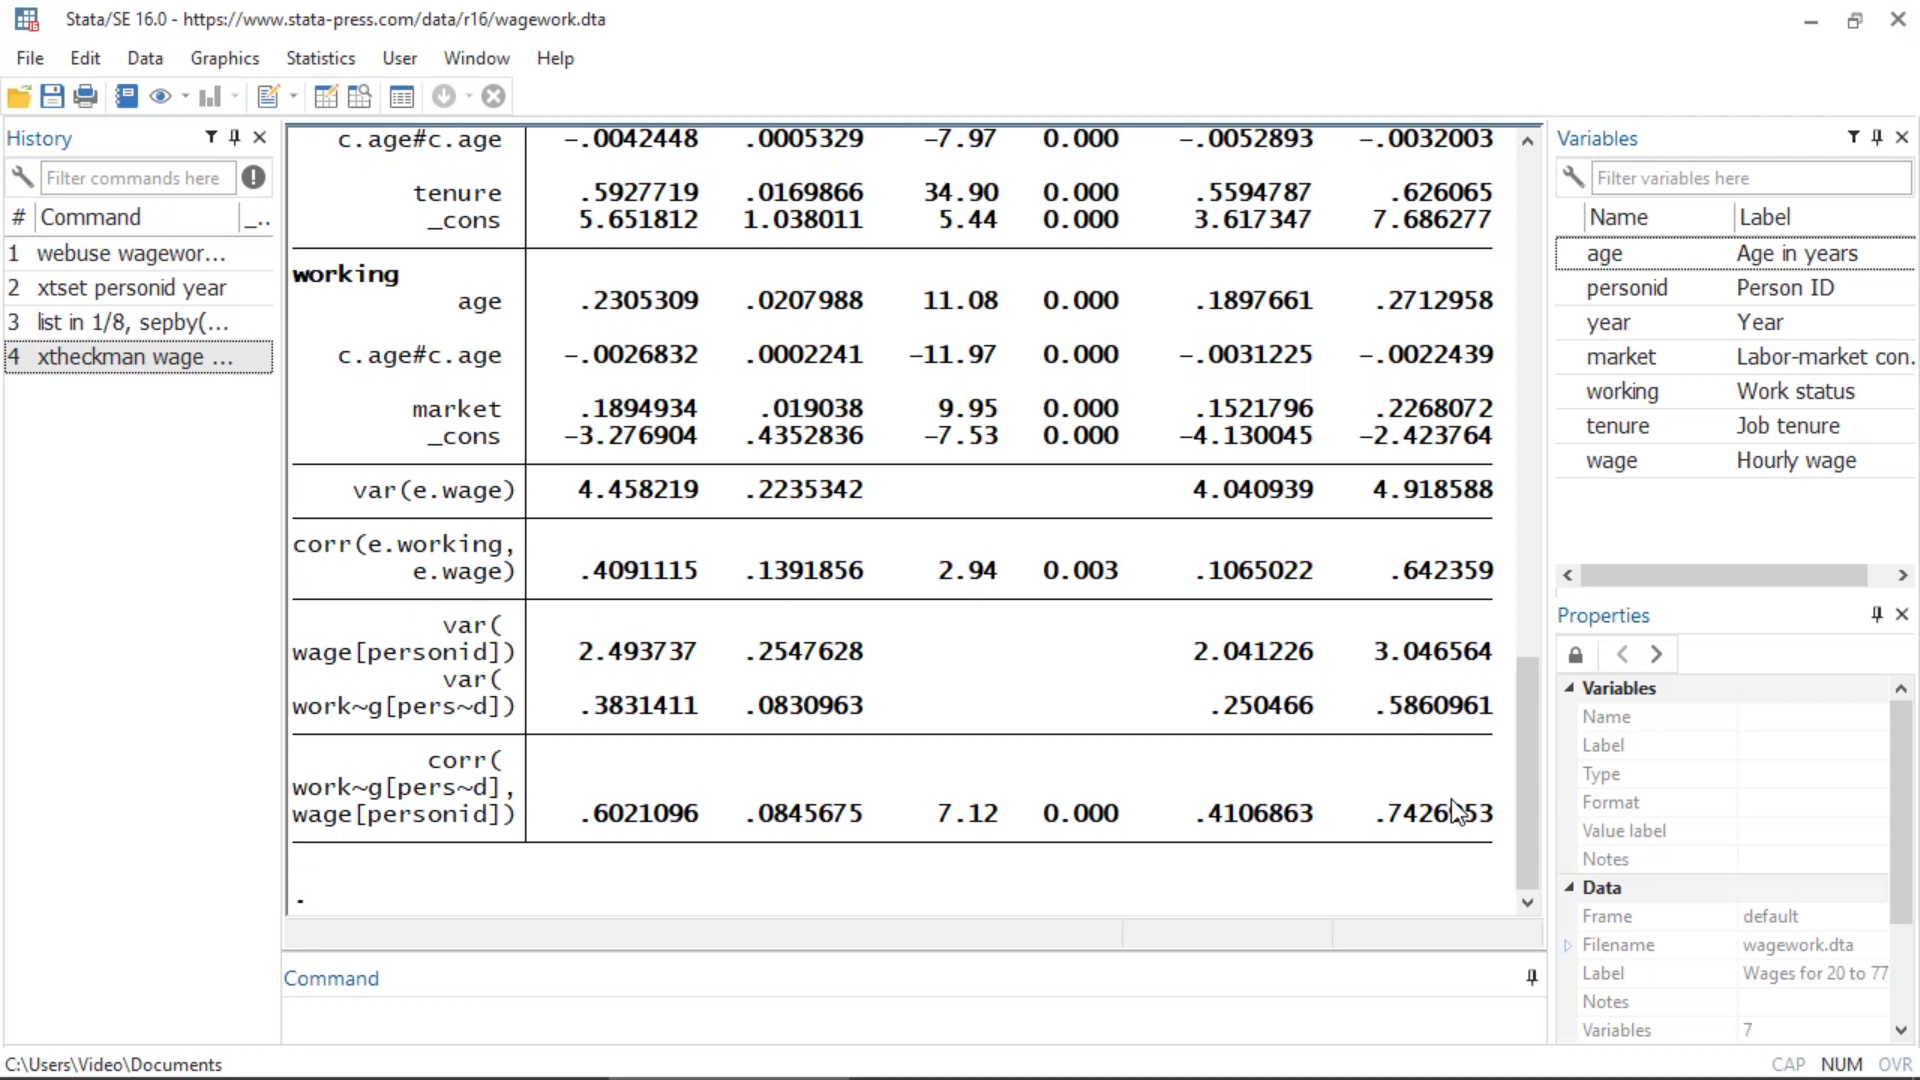 Stata/SE 16.0 - https://www.stata-press.com/data/r16/wagework.dta
File Edit Data Graphics Statistics User Window Help
History
Filter commands here
# Command _..
1 webuse wagewor...
2 xtset personid year
3 list in 1/8, sepby(...
4 xtheckman wage ...
c.age#c.age -.0042448 .0005329 -7.97 0.000 -.0052893 -.0032003
tenure .5927719 .0169866 34.90 0.000 .5594787 .626065
_cons 5.651812 1.038011 5.44 0.000 3.617347 7.686277
working
age .2305309 .0207988 11.08 0.000 .1897661 .2712958
c.age#c.age -.0026832 .0002241 -11.97 0.000 -.0031225 -.0022439
market .1894934 .019038 9.95 0.000 .1521796 .2268072
_cons -3.276904 .4352836 -7.53 0.000 -4.130045 -2.423764
var(e.wage) 4.458219 .2235342 4.040939 4.918588
corr(e.working,
e.wage) .4091115 .1391856 2.94 0.003 .1065022 .642359
var(
wage[personid]) 2.493737 .2547628 2.041226 3.046564
var(
work~g[pers~d]) .3831411 .0830963 .250466 .5860961
corr(
work~g[pers~d],
wage[personid]) .6021096 .0845675 7.12 0.000 .4106863
.
Command
Variables
Filter variables here
Name Label
age Age in years
personid Person ID
year Year
market Labor-market con.
working Work status
tenure Job tenure
wage Hourly wage
Properties
Variables
Name
Label
Type
Format
Value label
Notes
Data
Frame default
Filename wagework.dta
Label Wages for 20 to 77
Notes
Variables 7
C:\Users\Video\Documents
CAP NUM OVR